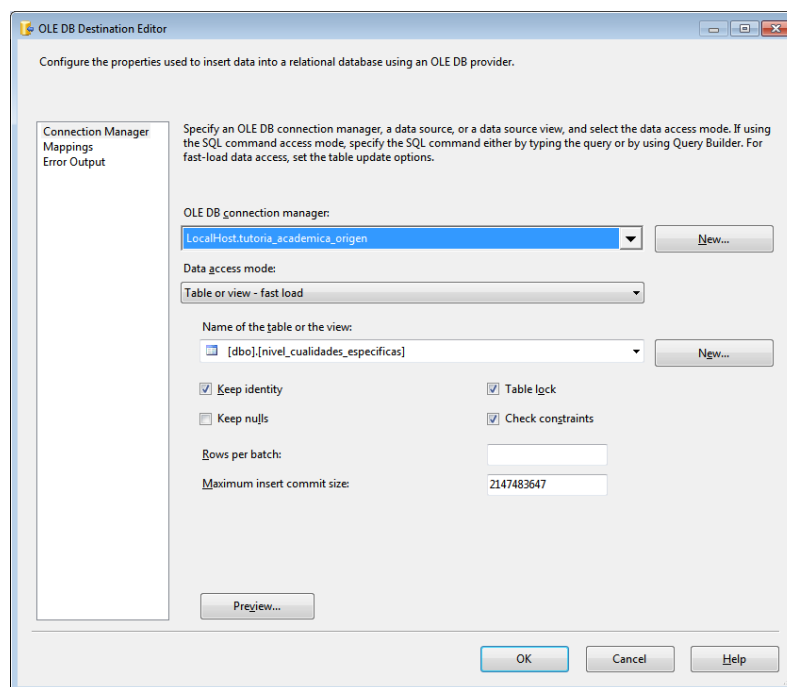 OLE DB Destination Editor
Configure the properties used to insert data into a relational database using an OLE DB provider.
Connection Manager
Mappings
Error Output
Specify an OLE DB connection manager, a data source, or a data source view, and select the data access mode. If using
the SQL command access mode, specify the SQL command either by typing the query or by using Query Builder. For
fast-load data access, set the table update options.
OLE DB connection manager:
LocalHost.tutoria_academica_origen
New...
Data access mode:
Table or view - fast load
Name of the table or the view:
[dbo].[nivel_cualidades_especificas]
New...
Keep identity
Table lock
Keep nulls
Check constraints
Rows per batch:
Maximum insert commit size:
2147483647
Preview...
OK
Cancel
Help